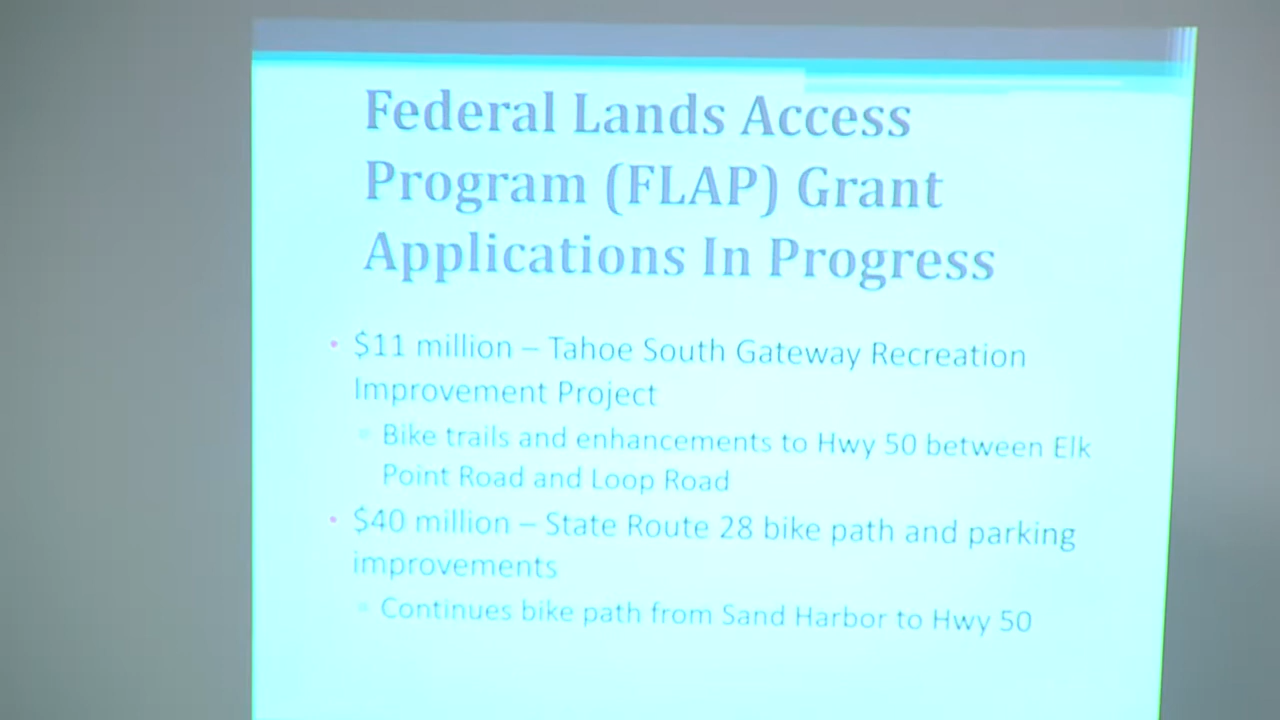 Federal Lands Access
Program (FLAP) Grant
Applications In Progress
• $11 million – Tahoe South Gateway Recreation
Improvement Project
Bike trails and enhancements to Hwy 50 between Elk
Point Road and Loop Road
• $40 million – State Route 28 bike path and parking
improvements
Continues bike path from Sand Harbor to Hwy 50